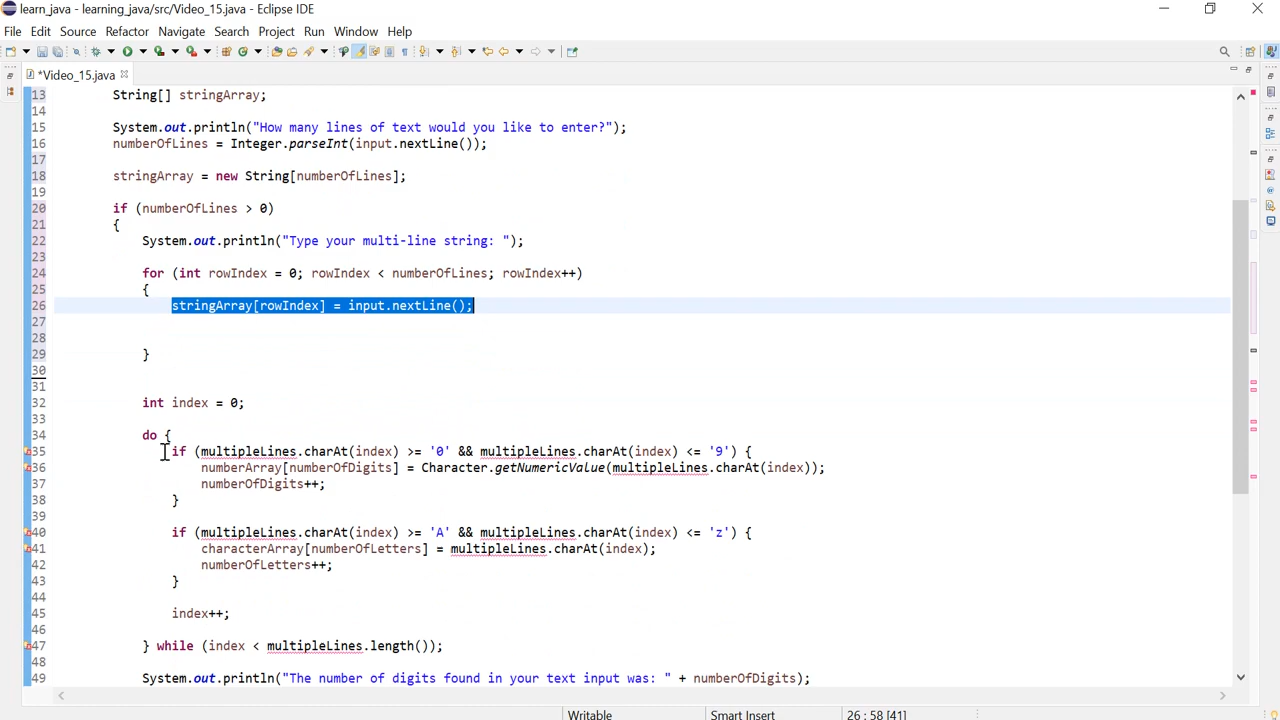 learn_java - learning_java/src/Video_15.java - Eclipse IDE
File Edit Source Refactor Navigate Search Project Run Window Help
*Video_15.java
13 String[] stringArray;
14
15 System.out.println("How many lines of text would you like to enter?");
16 numberOfLines = Integer.parseInt(input.nextLine());
17
18 stringArray = new String[numberOfLines];
19
20 if (numberOfLines > 0)
21 {
22 System.out.println("Type your multi-line string: ");
23
24 for (int rowIndex = 0; rowIndex < numberOfLines; rowIndex++)
25 {
26 stringArray[rowIndex] = input.nextLine();
27
28
29 }
30
31
32 int index = 0;
33
34 do {
35 if (multipleLines.charAt(index) >= '0' && multipleLines.charAt(index) <= '9') {
36 numberArray[numberOfDigits] = Character.getNumericValue(multipleLines.charAt(index));
37 numberOfDigits++;
38 }
39
40 if (multipleLines.charAt(index) >= 'A' && multipleLines.charAt(index) <= 'z') {
41 characterArray[numberOfLetters] = multipleLines.charAt(index);
42 numberOfLetters++;
43 }
44
45 index++;
46
47 } while (index < multipleLines.length());
48
49 System.out.println("The number of digits found in your text input was: " + numberOfDigits);
Writable Smart Insert 26 : 58 [41]